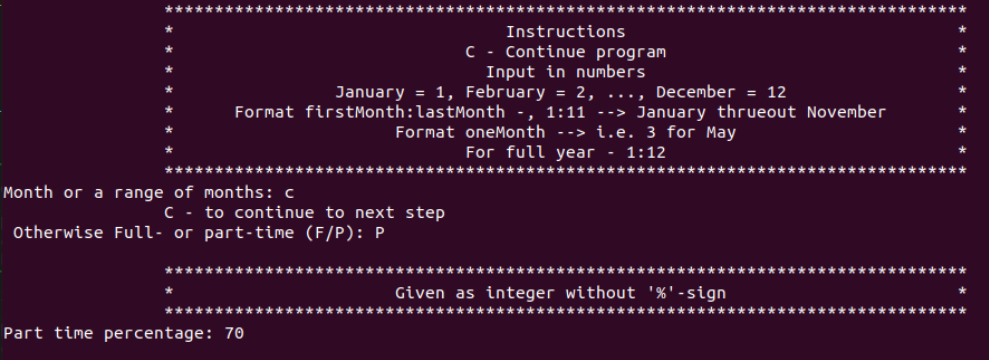 ********************************************************************************
* Instructions *
* C - Continue program *
* Input in numbers *
* January = 1, February = 2, ..., December = 12 *
* Format firstMonth:lastMonth -, 1:11 --> January thrueout November *
* Format oneMonth --> i.e. 3 for May *
* For full year - 1:12 *
********************************************************************************
Month or a range of months: c
C - to continue to next step
Otherwise Full- or part-time (F/P): P
********************************************************************************
* Given as integer without '%'-sign *
********************************************************************************
Part time percentage: 70